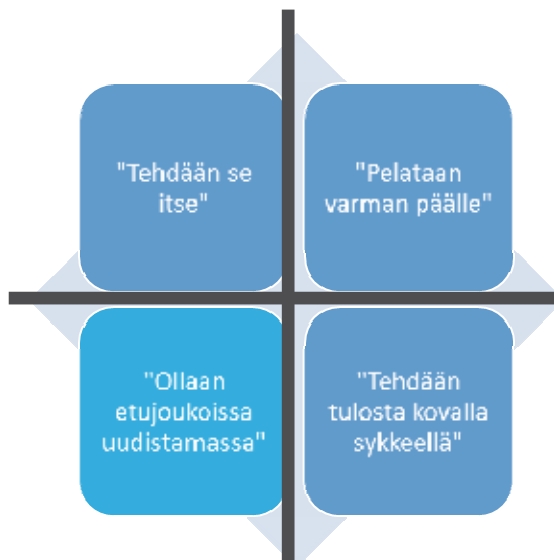 "Tehdään se
itse"
"Pelataan
varman päälle"
"Ollaan
etujoukoissa
uudistamassa"
"Tehdään
tulosta kovalla
sykkeellä"